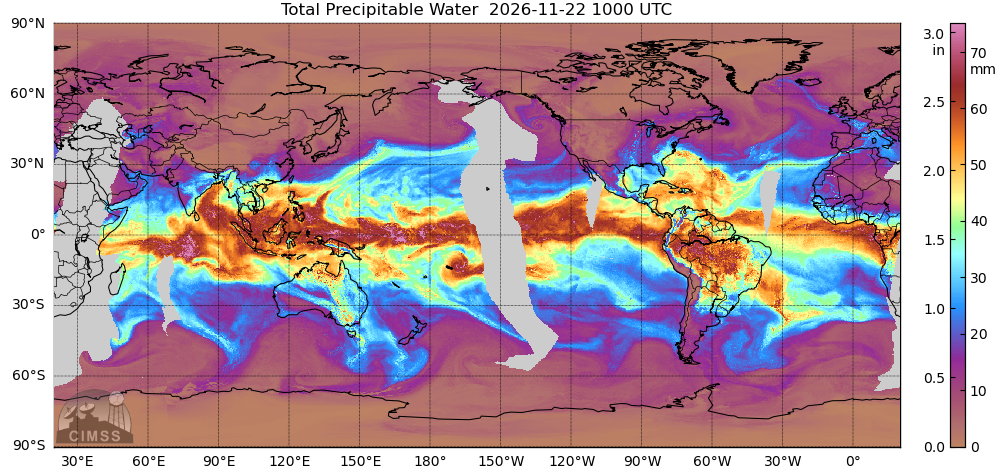 Total Precipitable Water  2026-11-22 1000 UTC
90°N
60°N
30°N
0°
30°S
60°S
90°S
30°E
60°E
90°E
120°E
150°E
180°
150°W
120°W
90°W
60°W
30°W
0°
3.0
in
2.5
2.0
1.5
1.0
0.5
0.0
70
mm
60
50
40
30
20
10
0
CIMSS